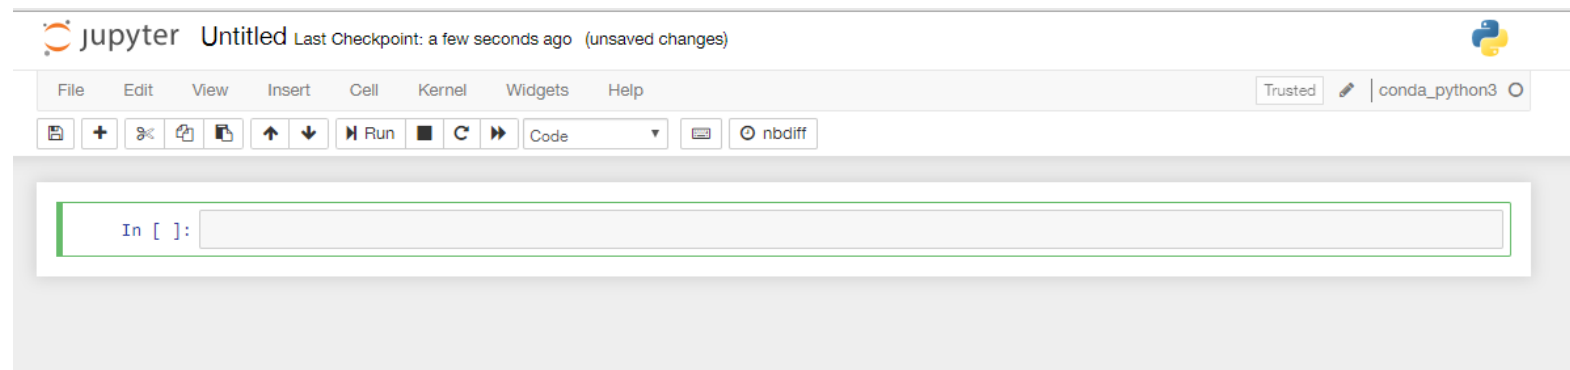 jupyter Untitled Last Checkpoint: a few seconds ago (unsaved changes)
File Edit View Insert Cell Kernel Widgets Help Trusted conda_python3
Run Code nbdiff
In [ ]: